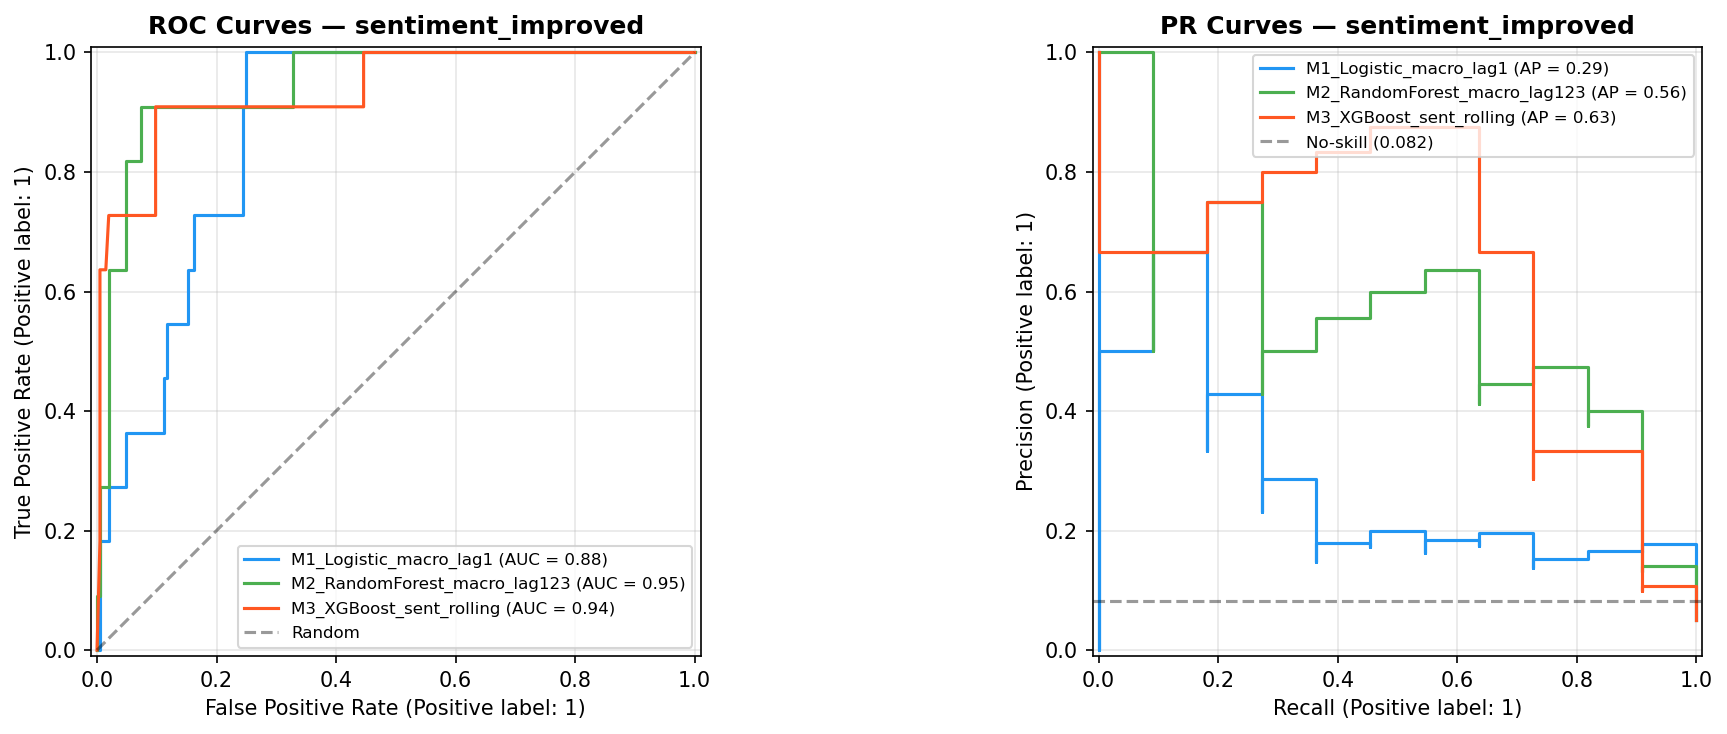 ROC Curves — sentiment_improved
True Positive Rate (Positive label: 1)
1.0
0.8
0.6
0.4
0.2
0.0
M1_Logistic_macro_lag1 (AUC = 0.88)
M2_RandomForest_macro_lag123 (AUC = 0.95)
M3_XGBoost_sent_rolling (AUC = 0.94)
Random
0.0 0.2 0.4 0.6 0.8 1.0
False Positive Rate (Positive label: 1)
PR Curves — sentiment_improved
Precision (Positive label: 1)
1.0
0.8
0.6
0.4
0.2
0.0
M1_Logistic_macro_lag1 (AP = 0.29)
M2_RandomForest_macro_lag123 (AP = 0.56)
M3_XGBoost_sent_rolling (AP = 0.63)
No-skill (0.082)
0.0 0.2 0.4 0.6 0.8 1.0
Recall (Positive label: 1)